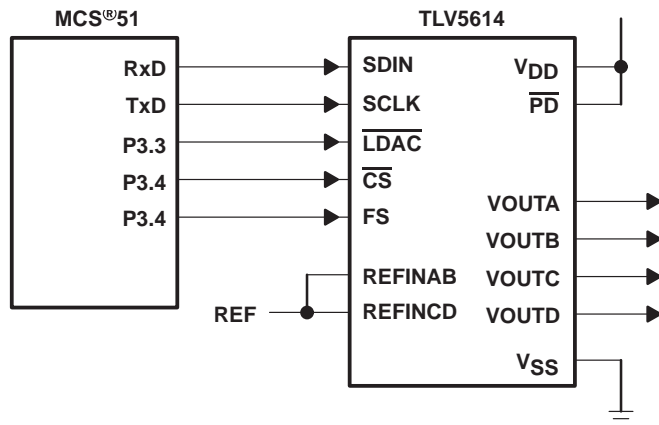 MCS®51
TLV5614
RxD
SDIN
VDD
TxD
SCLK
PD
P3.3
LDAC
P3.4
CS
P3.4
FS
VOUTA
VOUTB
REFINAB
VOUTC
REF
REFINCD
VOUTD
VSS